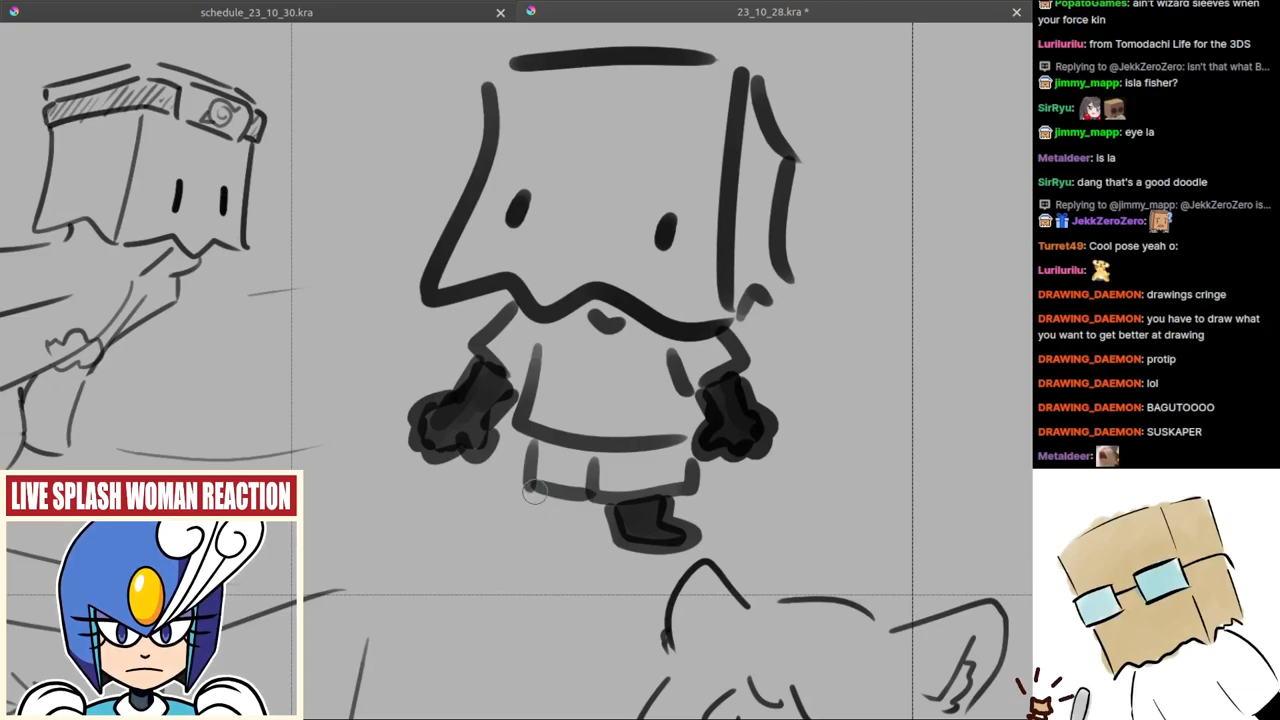 schedule_23_10_30.kra
23_10_28.kra *
PopatoGames: ain't wizard sleeves when
your force kin
Lurilurilu: from Tomodachi Life for the 3DS
Replying to @JekkZeroZero: isn't that what B...
jimmy_mapp: isla fisher?
SirRyu:
jimmy_mapp: eye la
Metaldeer: is la
SirRyu: dang that's a good doodle
Replying to @jimmy_mapp: @JekkZeroZero is...
JekkZeroZero:
Turret49: Cool pose yeah o:
Lurilurilu:
DRAWING_DAEMON: drawings cringe
DRAWING_DAEMON: you have to draw what
you want to get better at drawing
DRAWING_DAEMON: protip
DRAWING_DAEMON: lol
DRAWING_DAEMON: BAGUTOOOO
DRAWING_DAEMON: SUSKAPER
Metaldeer:
LIVE SPLASH WOMAN REACTION